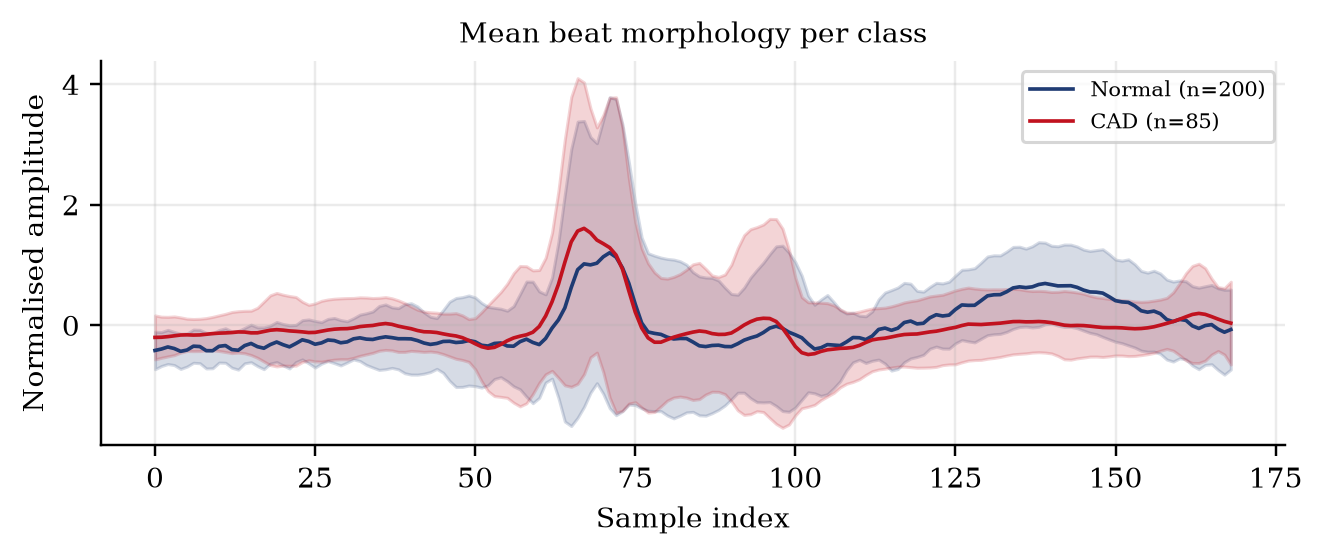 Mean beat morphology per class
Normalised amplitude
4
2
0
Normal (n=200)
CAD (n=85)
0 25 50 75 100 125 150 175
Sample index